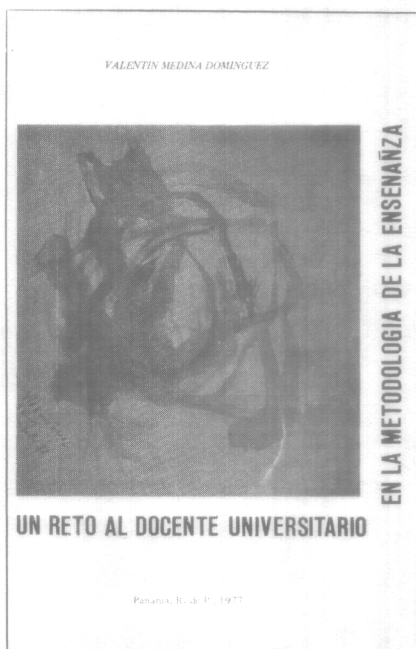 VALENTIN MEDINA DOMINGUEZ
UN RETO AL DOCENTE UNIVERSITARIO
EN LA METODOLOGIA DE LA ENSEÑANZA
Panamá, R. de P., 1977